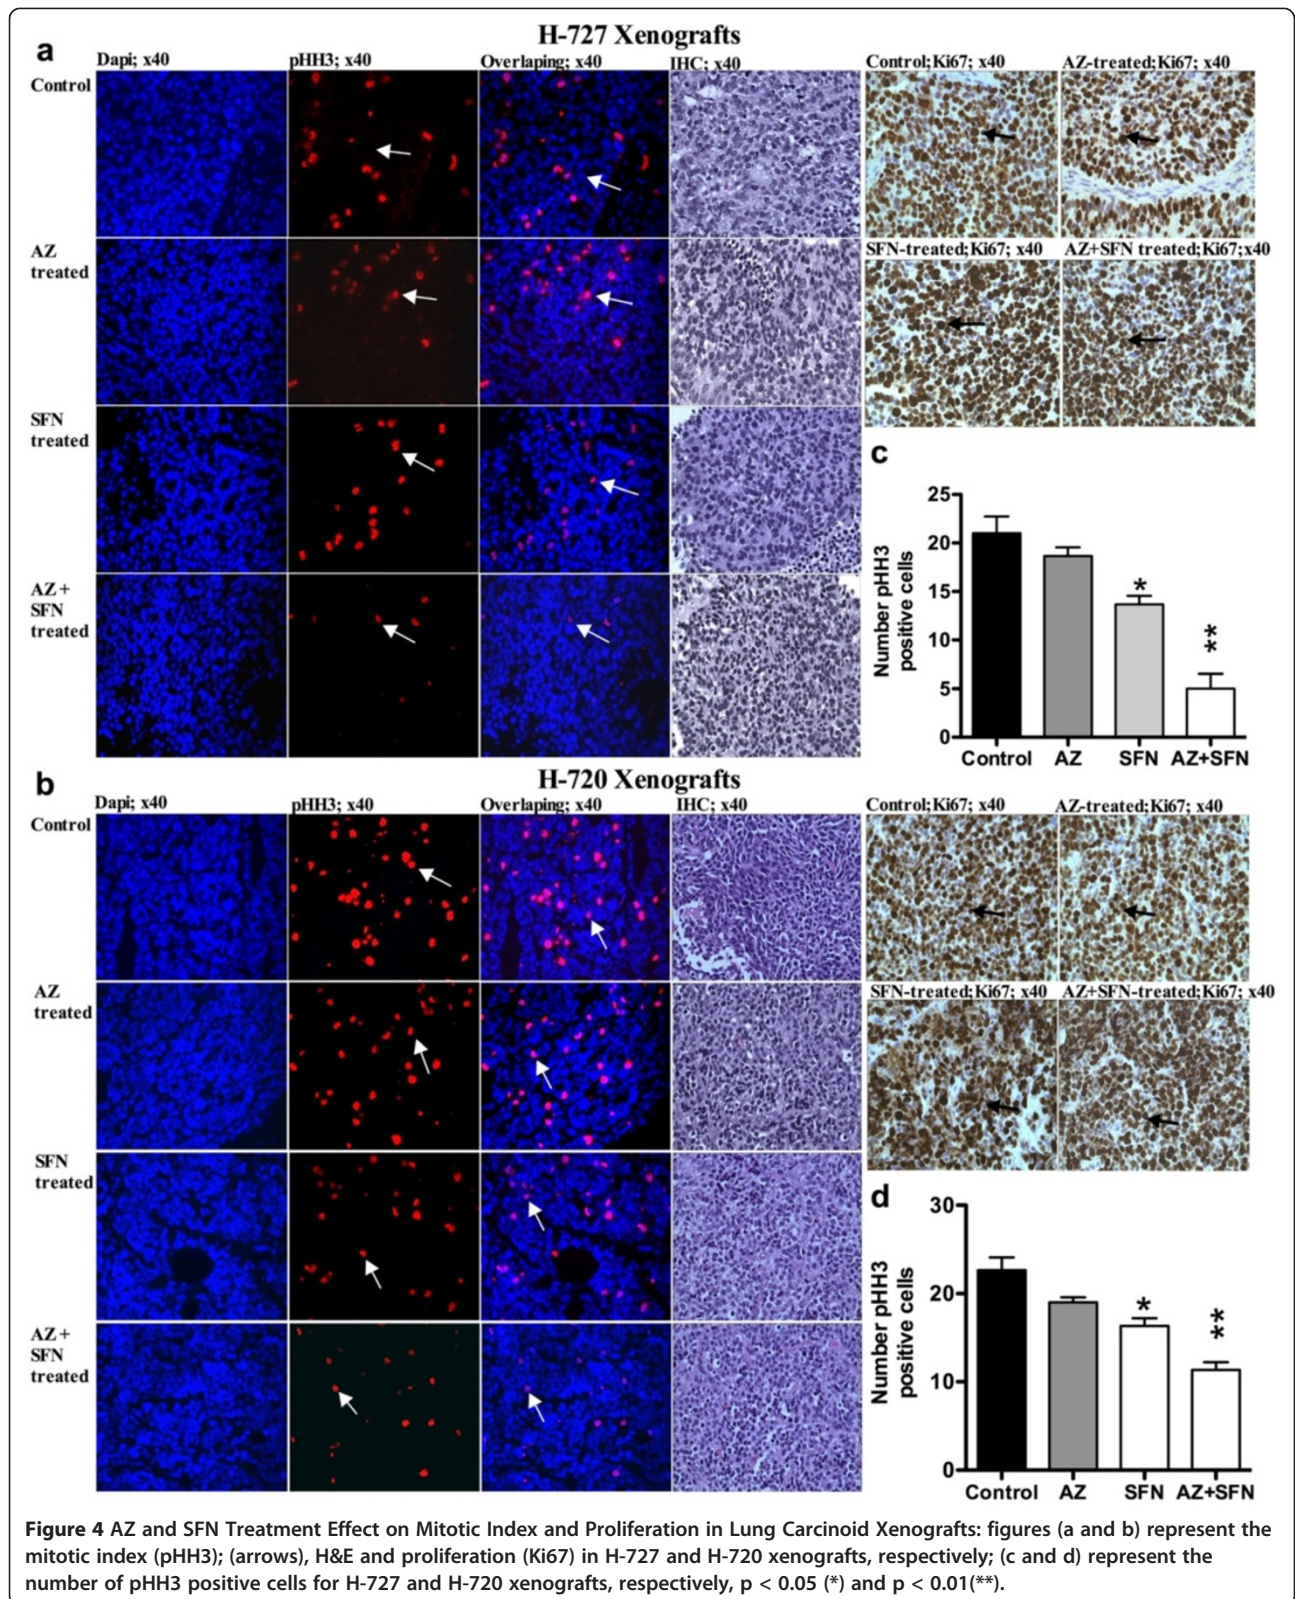 H-727 Xenografts
a
Dapi; x40
pHH3; x40
Overlaping; x40
IHC; x40
Control;Ki67; x40
AZ-treated;Ki67; x40
Control
AZ
treated
SFN
treated
AZ +
SFN
treated
SFN-treated;Ki67; x40
AZ+SFN treated;Ki67;x40
c
Number pHH3
positive cells
25
20
15
10
5
0
*
**
Control
AZ
SFN
AZ+SFN
H-720 Xenografts
b
Dapi; x40
pHH3; x40
Overlaping; x40
IHC; x40
Control;Ki67; x40
AZ-treated;Ki67; x40
Control
AZ
treated
SFN
treated
AZ +
SFN
treated
SFN-treated;Ki67; x40
AZ+SFN-treated;Ki67; x40
d
Number pHH3
positive cells
30
20
10
0
*
**
Control
AZ
SFN
AZ+SFN
Figure 4 AZ and SFN Treatment Effect on Mitotic Index and Proliferation in Lung Carcinoid Xenografts: figures (a and b) represent the
mitotic index (pHH3); (arrows), H&E and proliferation (Ki67) in H-727 and H-720 xenografts, respectively; (c and d) represent the
number of pHH3 positive cells for H-727 and H-720 xenografts, respectively, p < 0.05 (*) and p < 0.01(**).